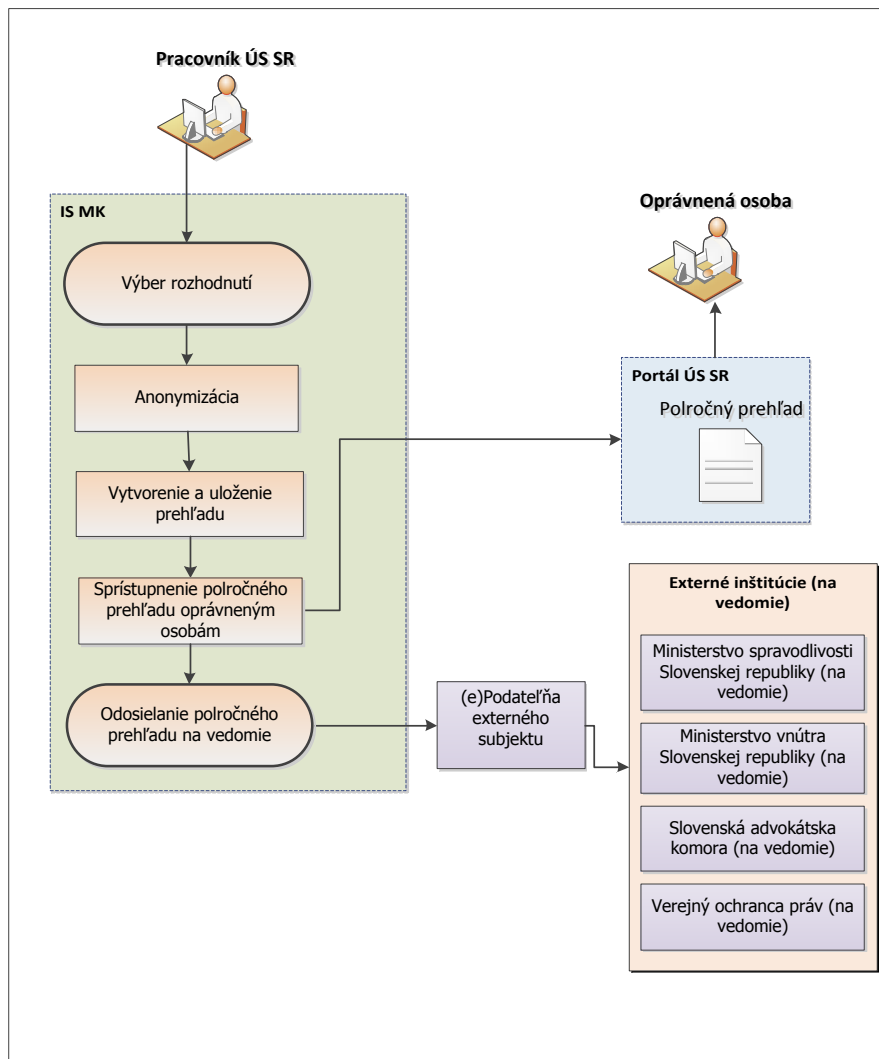 Pracovník ÚS SR
IS MK
Výber rozhodnutí
Anonymizácia
Vytvorenie a uloženie
prehľadu
Sprístupnenie polročného
prehľadu oprávneným
osobám
Odosielanie polročného
prehľadu na vedomie
Oprávnená osoba
Portál ÚS SR
Polročný prehľad
(e)Podateľňa
externého
subjektu
Externé inštitúcie (na
vedomie)
Ministerstvo spravodlivosti
Slovenskej republiky (na
vedomie)
Ministerstvo vnútra
Slovenskej republiky (na
vedomie)
Slovenská advokátska
komora (na vedomie)
Verejný ochranca práv (na
vedomie)